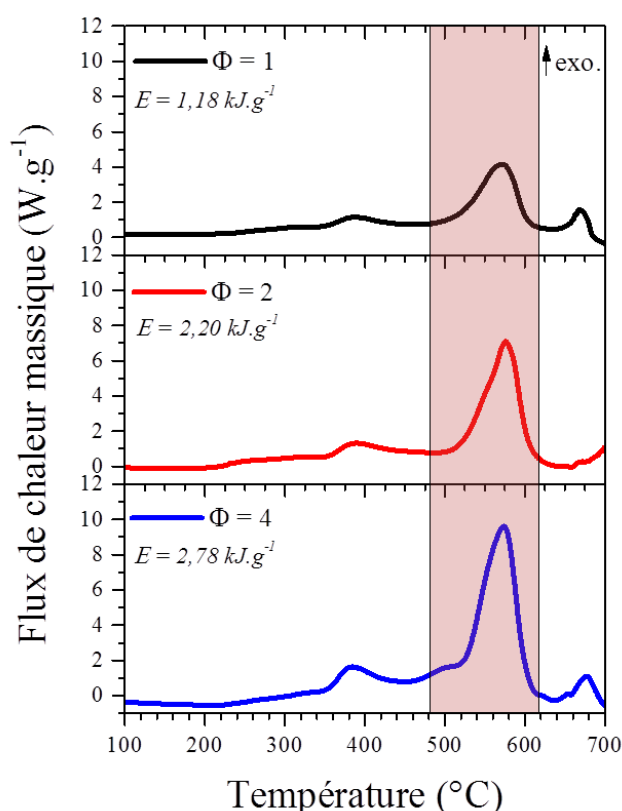 Flux de chaleur massique (W.g⁻¹)
12
10
8
6
4
2
0
Φ = 1
E = 1,18 kJ.g⁻¹
exo.
12
10
8
6
4
2
0
Φ = 2
E = 2,20 kJ.g⁻¹
12
10
8
6
4
2
0
Φ = 4
E = 2,78 kJ.g⁻¹
100 200 300 400 500 600 700
Température (°C)